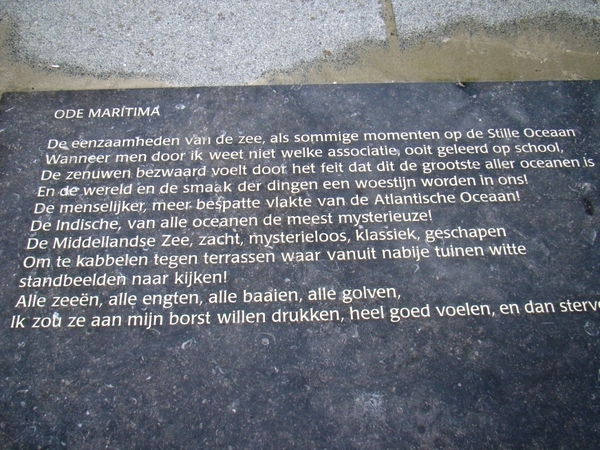 ODE MARÍTIMA
De eenzaamheden van de zee, als sommige momenten op de Stille Oceaan
Wanneer men door ik weet niet welke associatie, ooit geleerd op school,
De zenuwen bezwaard voelt door het feit dat dit de grootste aller oceanen is
En de wereld en de smaak der dingen een woestijn worden in ons!
De menselijker, meer bespatte vlakte van de Atlantische Oceaan!
De Indische, van alle oceanen de meest mysterieuze!
De Middellandse Zee, zacht, mysterieloos, klassiek, geschapen
Om te kabbelen tegen terrassen waar vanuit nabije tuinen witte
standbeelden naar kijken!
Alle zeeën, alle engten, alle baaien, alle golven,
Ik zou ze aan mijn borst willen drukken, heel goed voelen, en dan sterve